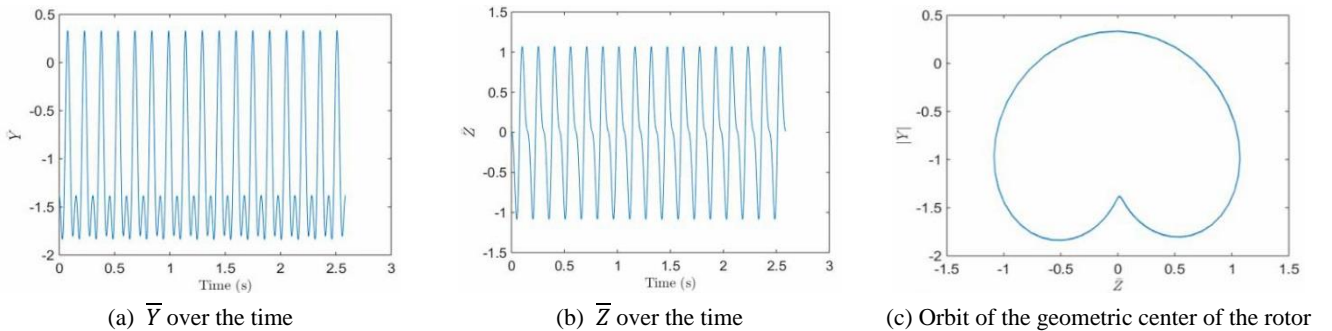 0.5
0
-0.5
-1
-1.5
-2
Ȳ
0 0.5 1 1.5 2 2.5 3
Time (s)
(a) Y̅ over the time
1.5
1
0.5
0
-0.5
-1
-1.5
Z̄
0 0.5 1 1.5 2 2.5 3
Time (s)
(b) Z̅ over the time
0.5
0
-0.5
-1
-1.5
-2
|Y|
-1.5 -1 -0.5 0 0.5 1 1.5
Z̄
(c) Orbit of the geometric center of the rotor